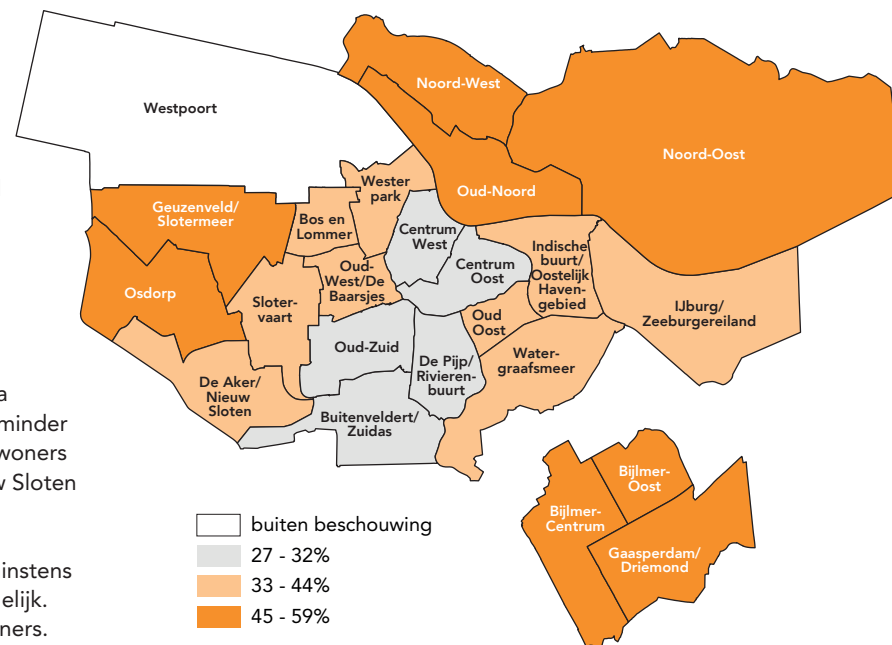 Noord-West
Westpoort
Noord-Oost
Wester
park
Oud-Noord
Geuzenveld/
Slotermeer
Bos en
Lommer
Centrum
West
Centrum
Oost
Indische
buurt/
Oostelijk
Haven-
gebied
Oud-
West/De
Baarsjes
Osdorp
Sloter-
vaart
IJburg/
Zeeburgereiland
Oud
Oost
Oud-Zuid
Water-
graafsmeer
De Pijp/
Rivieren-
buurt
De Aker/
Nieuw
Sloten
Buitenveldert/
Zuidas
a
minder
woners
w Sloten
instens
elijk.
ners.
Bijlmer-
Oost
Bijlmer-
Centrum
Gaasperdam/
Driemond
buiten beschouwing
27 - 32%
33 - 44%
45 - 59%